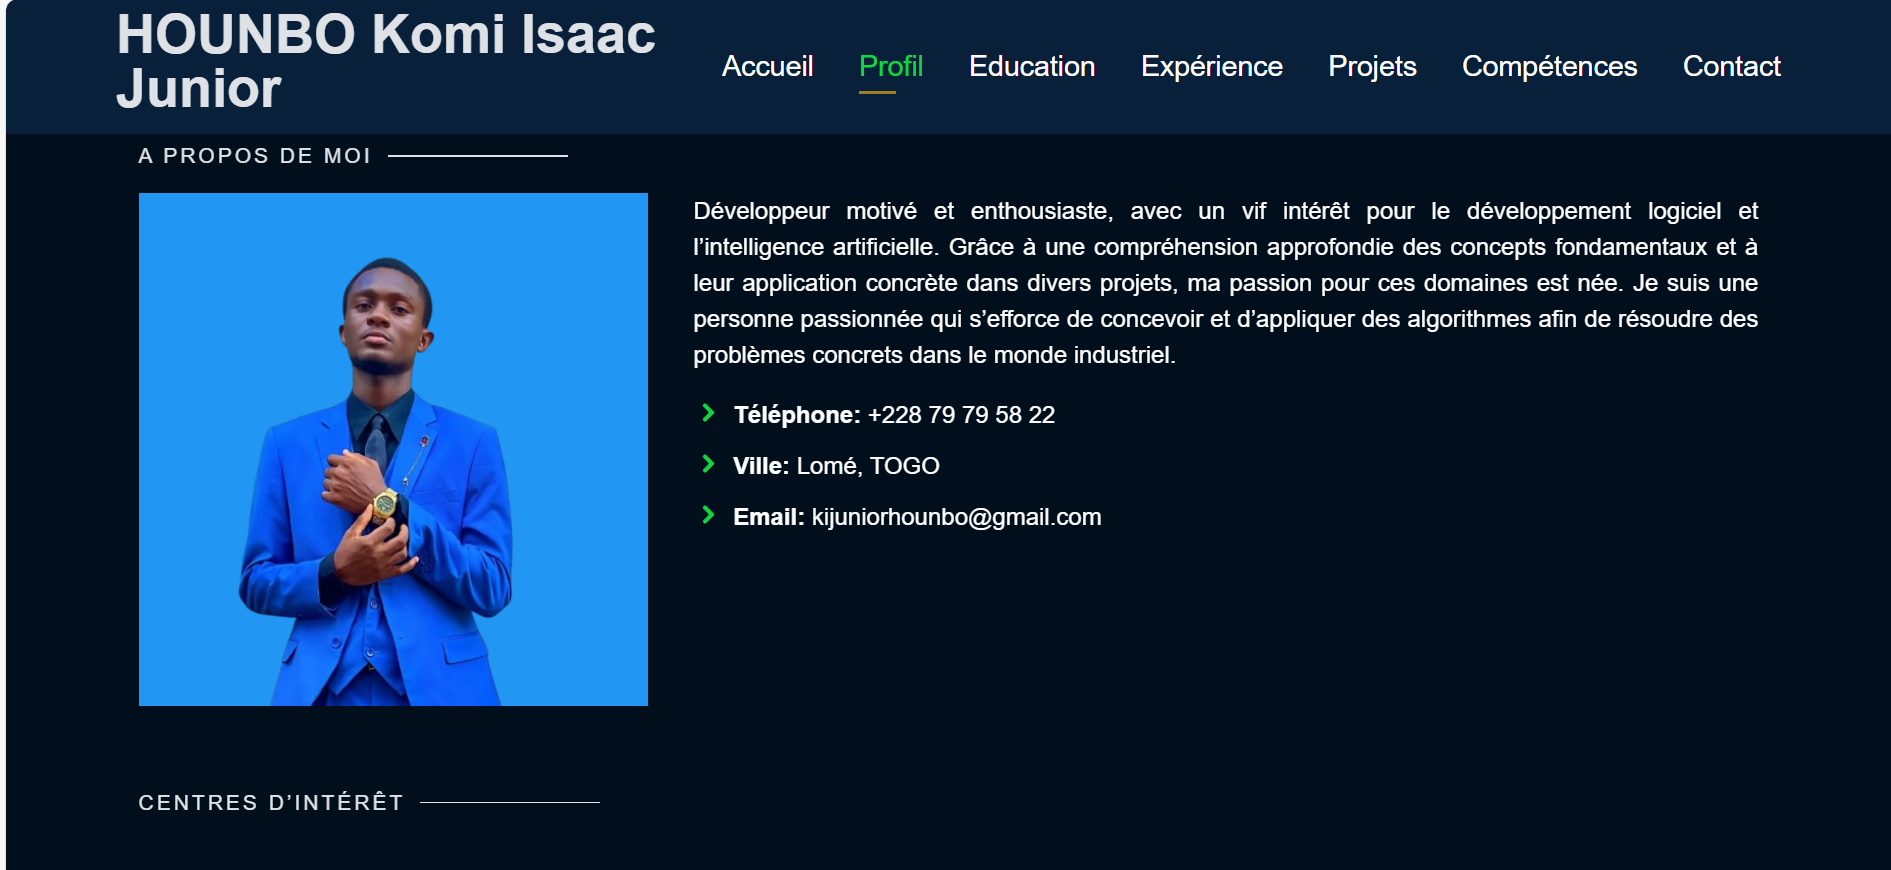 HOUNBO Komi Isaac
Junior
Accueil Profil Education Expérience Projets Compétences Contact
A PROPOS DE MOI
Développeur motivé et enthousiaste, avec un vif intérêt pour le développement logiciel et
l’intelligence artificielle. Grâce à une compréhension approfondie des concepts fondamentaux et à
leur application concrète dans divers projets, ma passion pour ces domaines est née. Je suis une
personne passionnée qui s’efforce de concevoir et d’appliquer des algorithmes afin de résoudre des
problèmes concrets dans le monde industriel.
Téléphone: +228 79 79 58 22
Ville: Lomé, TOGO
Email: kijuniorhounbo@gmail.com
CENTRES D’INTÉRÊT